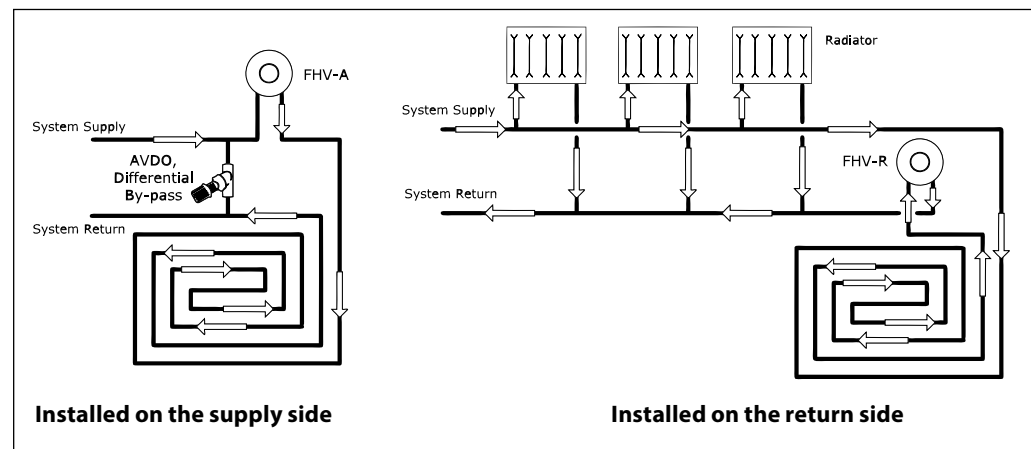 FHV-A
System Supply
AVDO,
Differential
By-pass
System Return
Installed on the supply side
Radiator
System Supply
FHV-R
System Return
Installed on the return side